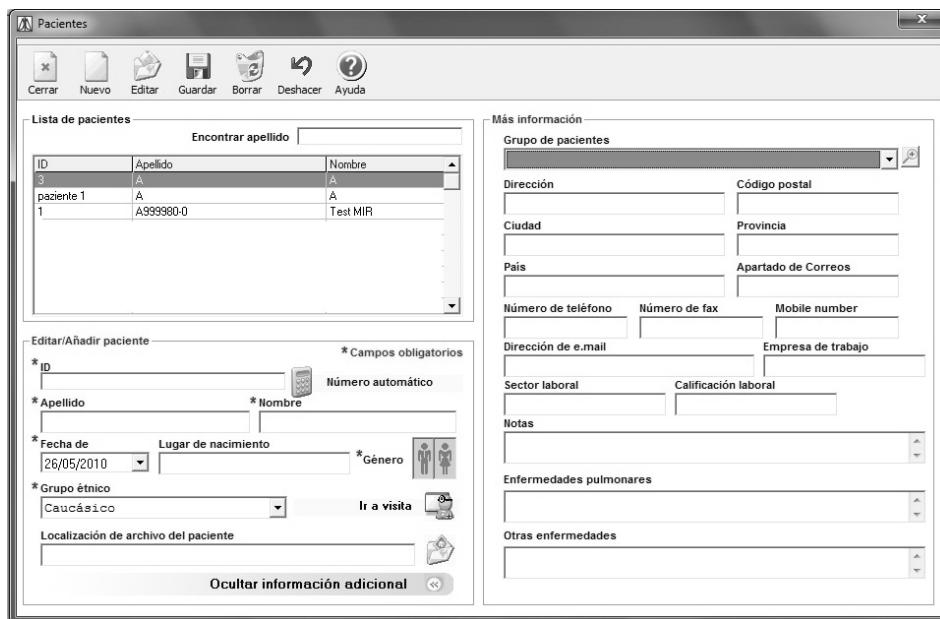 Pacientes
Cerrar Nuevo Editar Guardar Borrar Deshacer Ayuda
Lista de pacientes
Encontrar apellido
ID Apellido Nombre
3 A A
paziente 1 A A
1 A999980-0 Test MIR
Editar/Añadir paciente
* Campos obligatorios
* ID
Número automático
* Apellido * Nombre
* Fecha de Lugar de nacimiento
26/05/2010 * Género
* Grupo étnico
Caucásico Ir a visita
Localización de archivo del paciente
Ocultar información adicional
Más información
Grupo de pacientes
Dirección Código postal
Ciudad Provincia
País Apartado de Correos
Número de teléfono Número de fax Mobile number
Dirección de e.mail Empresa de trabajo
Sector laboral Calificación laboral
Notas
Enfermedades pulmonares
Otras enfermedades